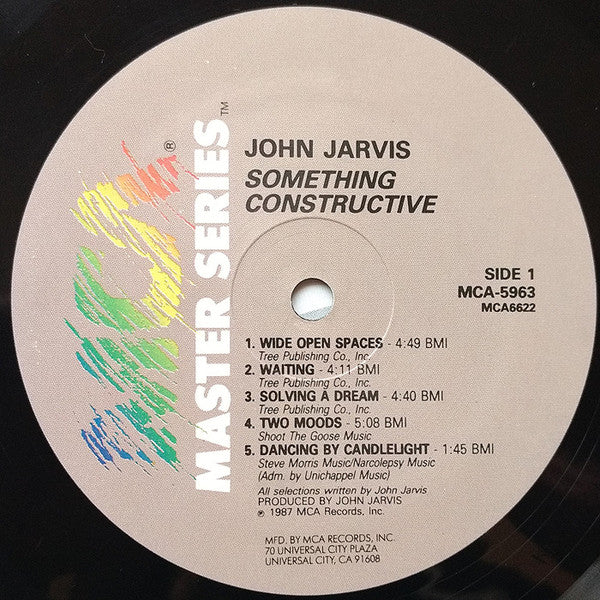 MCA®
MASTER SERIES™
JOHN JARVIS
SOMETHING
CONSTRUCTIVE
SIDE 1
MCA-5963
MCA6622
1. WIDE OPEN SPACES - 4:49 BMI
Tree Publishing Co., Inc.
2. WAITING - 4:11 BMI
Tree Publishing Co., Inc.
3. SOLVING A DREAM - 4:40 BMI
Tree Publishing Co., Inc.
4. TWO MOODS - 5:08 BMI
Shoot The Goose Music
5. DANCING BY CANDLELIGHT - 1:45 BMI
Steve Morris Music/Narcolepsy Music
(Adm. by Unichappel Music)
All selections written by John Jarvis
PRODUCED BY JOHN JARVIS
℗ 1987 MCA Records, Inc.
MFD. BY MCA RECORDS, INC.
70 UNIVERSAL CITY PLAZA
UNIVERSAL CITY, CA 91608